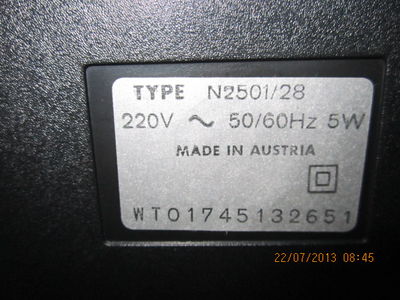 TYPE N2501/28
220V ~ 50/60Hz 5W
MADE IN AUSTRIA
WT01745132651
22/07/2013 08:45